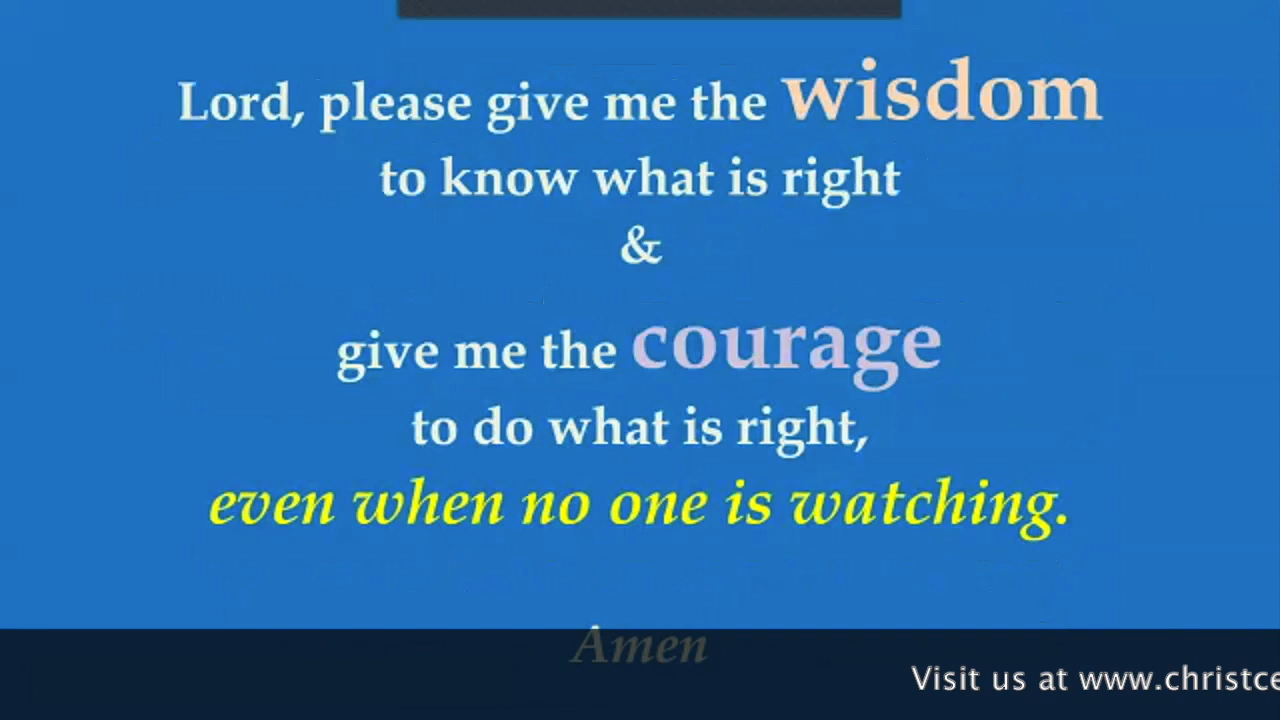 Lord, please give me the wisdom
to know what is right
&
give me the courage
to do what is right,
even when no one is watching.
Amen
Visit us at www.christce